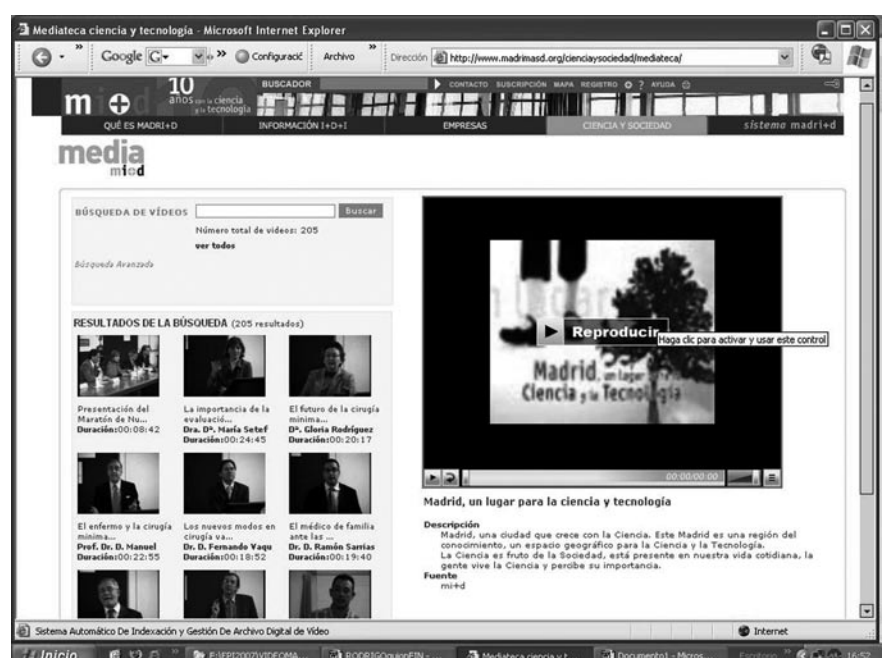 Mediateca ciencia y tecnología - Microsoft Internet Explorer
Google G Configuració Archivo Dirección http://www.madrimasd.org/cienciaysociedad/mediateca/
BUSCADOR CONTACTO SUSCRIPCIÓN MAPA REGISTRO ? AYUDA
m+d 10
años con la ciencia
y la tecnología
QUÉ ES MADRI+D INFORMACIÓN I+D+I EMPRESAS CIENCIA Y SOCIEDAD sistema madri+d
media
mi+d
BÚSQUEDA DE VÍDEOS Buscar
Número total de videos: 205
ver todos
Búsqueda Avanzada
RESULTADOS DE LA BÚSQUEDA (205 resultados)
Presentación del
Maratón de Nu...
Duración:00:08:42
La importancia de la
evaluació...
Dra. Dª. María Setef
Duración:00:24:45
El futuro de la cirugía
mínima...
Dª. Gloria Rodríguez
Duración:00:20:17
El enfermo y la cirugía
mínima...
Prof. Dr. D. Manuel
Duración:00:22:55
Los nuevos modos en
cirugía va...
Dr. D. Fernando Vaqu
Duración:00:18:52
El médico de familia
ante las ...
Dr. D. Ramón Sarrias
Duración:00:19:40
Reproducir
Haga clic para activar y usar este control
Madrid, un lugar para la
Ciencia y la Tecnología
00:00/00:00
Madrid, un lugar para la ciencia y tecnología
Descripción
Madrid, una ciudad que crece con la Ciencia. Este Madrid es una región del
conocimiento, un espacio geográfico para la Ciencia y la Tecnología.
La Ciencia es fruto de la Sociedad, está presente en nuestra vida cotidiana, la
gente vive la Ciencia y percibe su importancia.
Fuente
mi+d
Sistema Automático De Indexación y Gestión De Archivo Digital de Vídeo Internet
Inicio E:\EPI2007\VIDEOMA... RODRIGOguionFIN - ... Mediateca ciencia y t... Documento1 - Micros... Escritorio 16:52